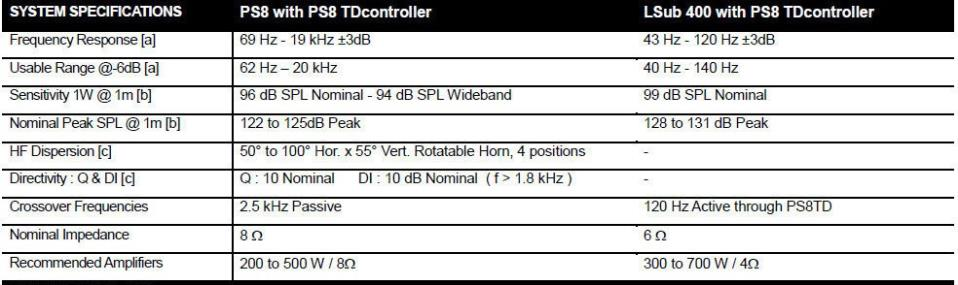 SYSTEM SPECIFICATIONS PS8 with PS8 TDcontroller LSub 400 with PS8 TDcontroller
Frequency Response [a] 69 Hz - 19 kHz ±3dB 43 Hz - 120 Hz ±3dB
Usable Range @-6dB [a] 62 Hz – 20 kHz 40 Hz - 140 Hz
Sensitivity 1W @ 1m [b] 96 dB SPL Nominal - 94 dB SPL Wideband 99 dB SPL Nominal
Nominal Peak SPL @ 1m [b] 122 to 125dB Peak 128 to 131 dB Peak
HF Dispersion [c] 50° to 100° Hor. x 55° Vert. Rotatable Horn, 4 positions -
Directivity : Q & DI [c] Q : 10 Nominal DI : 10 dB Nominal ( f > 1.8 kHz ) -
Crossover Frequencies 2.5 kHz Passive 120 Hz Active through PS8TD
Nominal Impedance 8 Ω 6 Ω
Recommended Amplifiers 200 to 500 W / 8Ω 300 to 700 W / 4Ω